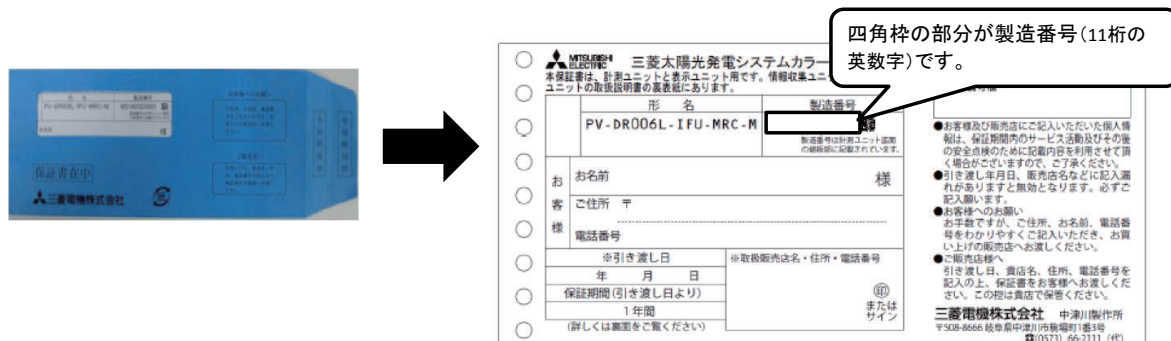 四角枠の部分が製造番号(11桁の
英数字)です。
形 名
製造番号
PV-DR006L-IFU-MRC-M
様
保証書在中
三菱電機株式会社
MITSUBISHI
ELECTRIC
三菱太陽光発電システムカラー
本保証書は、計測ユニットと表示ユニット用です。情報収集ユニ
ユニットの取扱説明書の裏表紙にあります。
形 名
製造番号
PV-DR006L-IFU-MRC-M
製造番号は計測ユニット底面
の銘板部に記載されています。
お客様
お名前
様
ご住所 〒
電話番号
※引き渡し日
年 月 日
保証期間(引き渡し日より)
1年間
(詳しくは裏面をご覧ください)
※取扱販売店名・住所・電話番号
印
または
サイン
●お客様及び販売店にご記入いただいた個人情
報は、保証期間内のサービス活動及びその後
の安全点検のために記載内容を利用させて頂
く場合がございますので、ご了承ください。
●引き渡し年月日、販売店名などに記入漏
れがありますと無効となります。必ずご
記入願います。
●お客様へのお願い
お手数ですが、ご住所、お名前、電話番
号をわかりやすくご記入いただき、お買
い上げの販売店へお渡しください。
●ご販売店様へ
引き渡し日、貴店名、住所、電話番号を
記入の上、保証書をお客様へお渡しくだ
さい。この控は貴店で保管ください。
三菱電機株式会社 中津川製作所
〒508-8666 岐阜県中津川市駒場町1番3号
☎(0573) 66-2111 (代)